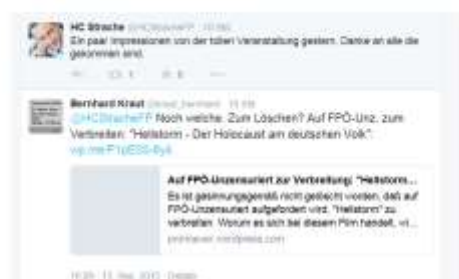 HC Strache @HCStracheFP
Ein paar Impressionen von der tollen Veranstaltung gestern. Danke an alle die
gekommen sind.
Bernhard Kraut
@HCStracheFP Noch welche. Zum Löschen? Auf FPÖ-Unz. zum
Verbreiten: "Hellstorm - Der Holocaust am deutschen Volk":
Auf FPÖ-Unzensuriert zur Verbreitung: "Hellstorm...
Es ist gesinnungsgemäß nicht gelöscht worden, daß auf
FPÖ-Unzensuriert aufgefordert wird, "Hellstorm" zu
verbreiten. Worum es sich bei diesem Film handelt, wi...